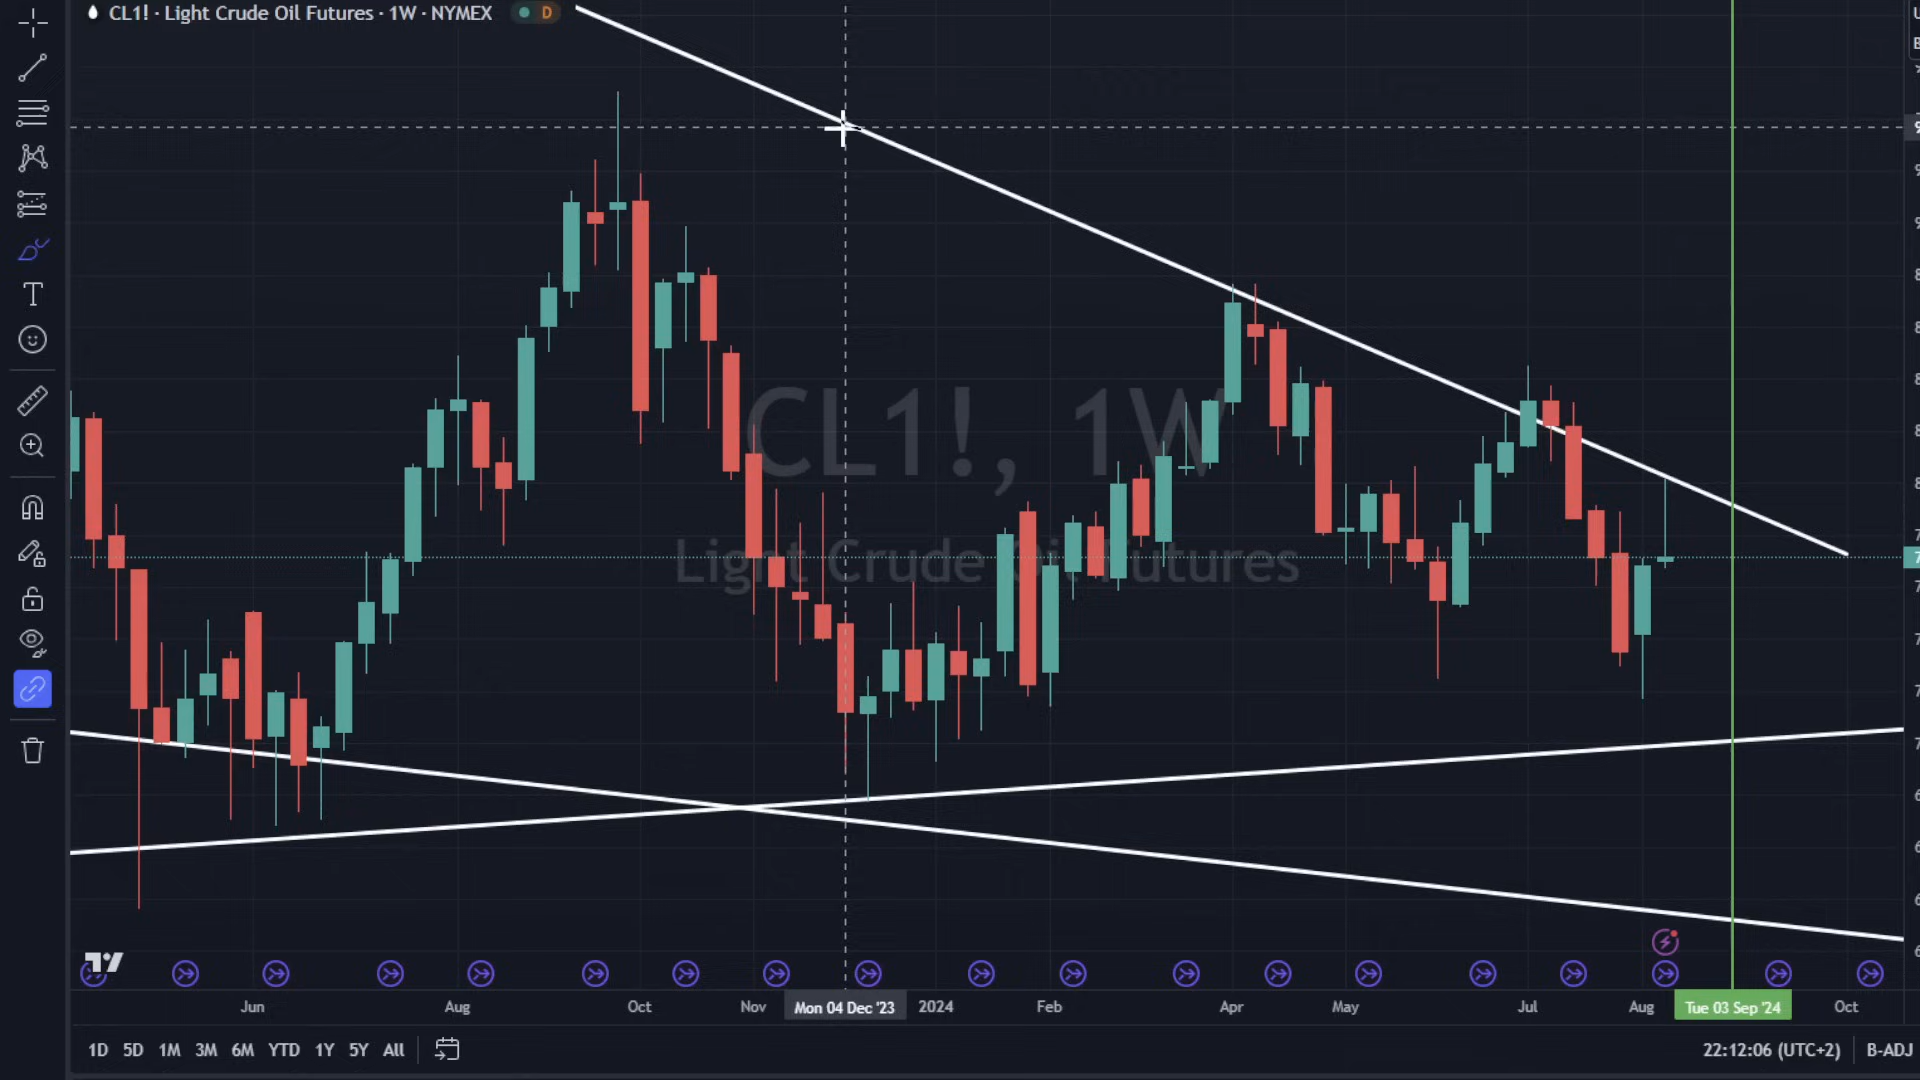 CL1! · Light Crude Oil Futures · 1W · NYMEX D
CL1!, 1W
Light Crude Oil Futures
Jun Aug Oct Nov Mon 04 Dec '23 2024 Feb Apr May Jul Aug Tue 03 Sep '24 Oct
1D 5D 1M 3M 6M YTD 1Y 5Y All 22:12:06 (UTC+2) B-ADJ